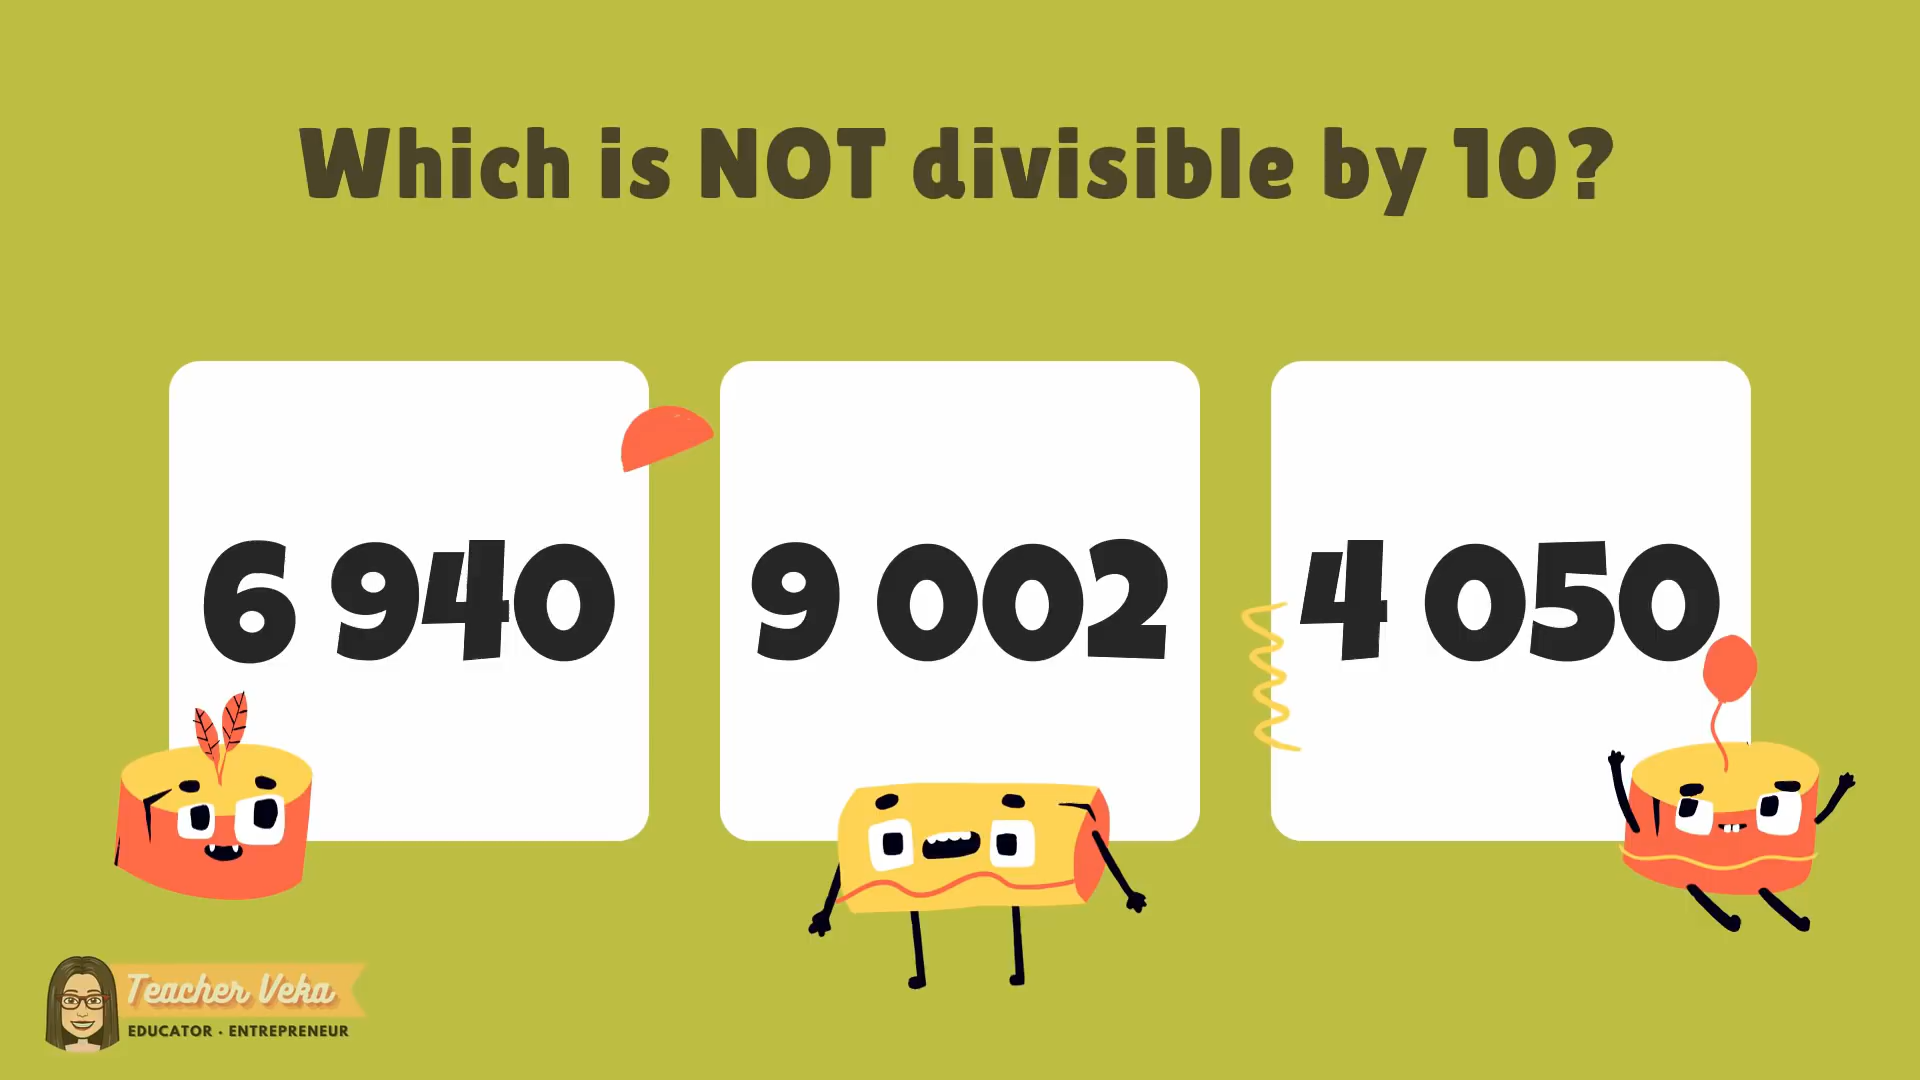 Which is NOT divisible by 10?
6 940
9 002
4 050
Teacher Veka
EDUCATOR · ENTREPRENEUR